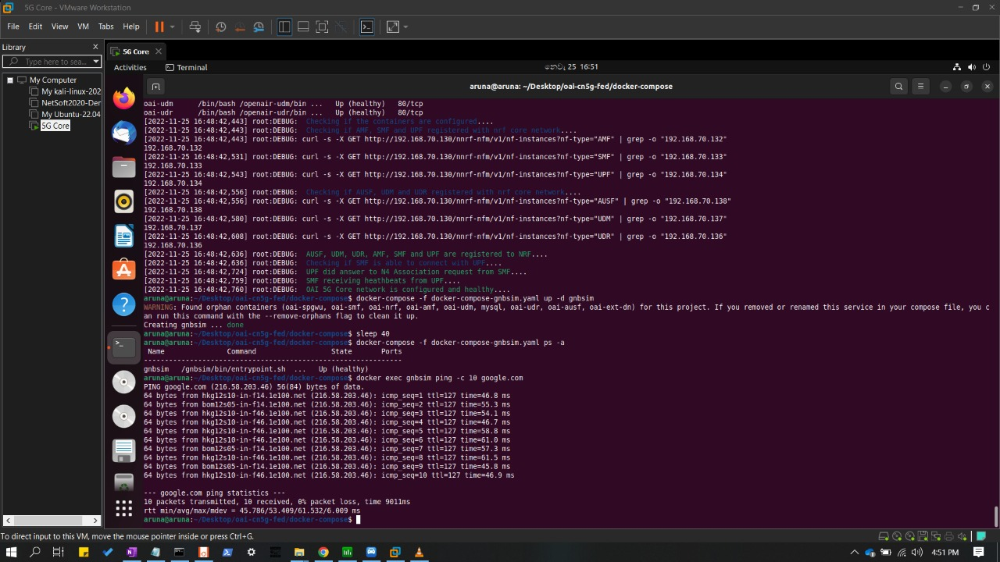 5G Core - VMware Workstation
File Edit View VM Tabs Help
Library
Type here to sea...
My Computer
My kali-linux-202
NetSoft2020-Der
My Ubuntu-22.04
5G Core
5G Core
Activities Terminal නොවැ 25 16:51
aruna@aruna: ~/Desktop/oai-cn5g-fed/docker-compose
oai-udm /bin/bash /openair-udm/bin ... Up (healthy) 80/tcp
oai-udr /bin/bash /openair-udr/bin ... Up (healthy) 80/tcp
[2022-11-25 16:48:42,443] root:DEBUG: Checking if the containers are configured....
[2022-11-25 16:48:42,443] root:DEBUG: Checking if AMF, SMF and UPF registered with nrf core network....
[2022-11-25 16:48:42,443] root:DEBUG: curl -s -X GET http://192.168.70.130/nnrf-nfm/v1/nf-instances?nf-type="AMF" | grep -o "192.168.70.132"
192.168.70.132
[2022-11-25 16:48:42,531] root:DEBUG: curl -s -X GET http://192.168.70.130/nnrf-nfm/v1/nf-instances?nf-type="SMF" | grep -o "192.168.70.133"
192.168.70.133
[2022-11-25 16:48:42,543] root:DEBUG: curl -s -X GET http://192.168.70.130/nnrf-nfm/v1/nf-instances?nf-type="UPF" | grep -o "192.168.70.134"
192.168.70.134
[2022-11-25 16:48:42,556] root:DEBUG: Checking if AUSF, UDM and UDR registered with nrf core network....
[2022-11-25 16:48:42,556] root:DEBUG: curl -s -X GET http://192.168.70.130/nnrf-nfm/v1/nf-instances?nf-type="AUSF" | grep -o "192.168.70.138"
192.168.70.138
[2022-11-25 16:48:42,580] root:DEBUG: curl -s -X GET http://192.168.70.130/nnrf-nfm/v1/nf-instances?nf-type="UDM" | grep -o "192.168.70.137"
192.168.70.137
[2022-11-25 16:48:42,608] root:DEBUG: curl -s -X GET http://192.168.70.130/nnrf-nfm/v1/nf-instances?nf-type="UDR" | grep -o "192.168.70.136"
192.168.70.136
[2022-11-25 16:48:42,636] root:DEBUG: AUSF, UDM, UDR, AMF, SMF and UPF are registered to NRF....
[2022-11-25 16:48:42,636] root:DEBUG: Checking if SMF is able to connect with UPF....
[2022-11-25 16:48:42,724] root:DEBUG: UPF did answer to N4 Association request from SMF....
[2022-11-25 16:48:42,759] root:DEBUG: SMF receiving heathbeats from UPF....
[2022-11-25 16:48:42,760] root:DEBUG: OAI 5G Core network is configured and healthy....
aruna@aruna:~/Desktop/oai-cn5g-fed/docker-compose$ docker-compose -f docker-compose-gnbsim.yaml up -d gnbsim
WARNING: Found orphan containers (oai-spgwu, oai-smf, oai-nrf, oai-amf, oai-udm, mysql, oai-udr, oai-ausf, oai-ext-dn) for this project. If you removed or renamed this service in your compose file, you c
an run this command with the --remove-orphans flag to clean it up.
Creating gnbsim ... done
aruna@aruna:~/Desktop/oai-cn5g-fed/docker-compose$ sleep 40
aruna@aruna:~/Desktop/oai-cn5g-fed/docker-compose$ docker-compose -f docker-compose-gnbsim.yaml ps -a
Name Command State Ports
-------------------------------------------------------------
gnbsim /gnbsim/bin/entrypoint.sh ... Up (healthy)
aruna@aruna:~/Desktop/oai-cn5g-fed/docker-compose$ docker exec gnbsim ping -c 10 google.com
PING google.com (216.58.203.46) 56(84) bytes of data.
64 bytes from hkg12s10-in-f14.1e100.net (216.58.203.46): icmp_seq=1 ttl=127 time=46.8 ms
64 bytes from bom12s05-in-f14.1e100.net (216.58.203.46): icmp_seq=2 ttl=127 time=55.3 ms
64 bytes from hkg12s10-in-f46.1e100.net (216.58.203.46): icmp_seq=3 ttl=127 time=54.1 ms
64 bytes from hkg12s10-in-f46.1e100.net (216.58.203.46): icmp_seq=4 ttl=127 time=46.7 ms
64 bytes from hkg12s10-in-f46.1e100.net (216.58.203.46): icmp_seq=5 ttl=127 time=58.8 ms
64 bytes from hkg12s10-in-f46.1e100.net (216.58.203.46): icmp_seq=6 ttl=127 time=61.0 ms
64 bytes from bom12s05-in-f14.1e100.net (216.58.203.46): icmp_seq=7 ttl=127 time=57.3 ms
64 bytes from hkg12s10-in-f46.1e100.net (216.58.203.46): icmp_seq=8 ttl=127 time=61.5 ms
64 bytes from bom12s05-in-f14.1e100.net (216.58.203.46): icmp_seq=9 ttl=127 time=45.8 ms
64 bytes from hkg12s10-in-f46.1e100.net (216.58.203.46): icmp_seq=10 ttl=127 time=46.9 ms
--- google.com ping statistics ---
10 packets transmitted, 10 received, 0% packet loss, time 9011ms
rtt min/avg/max/mdev = 45.786/53.409/61.532/6.009 ms
aruna@aruna:~/Desktop/oai-cn5g-fed/docker-compose$
To direct input to this VM, move the mouse pointer inside or press Ctrl+G.
4:51 PM